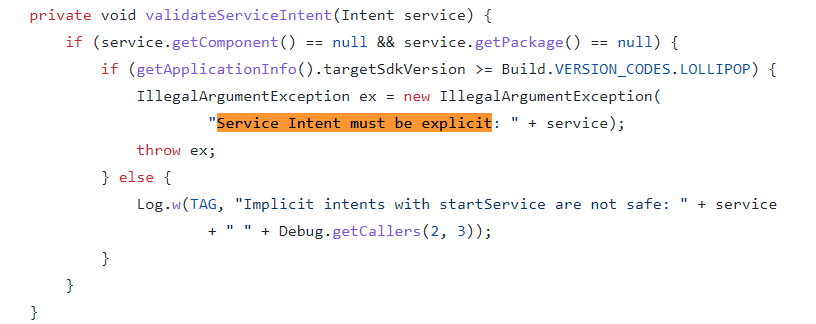 private void validateServiceIntent(Intent service) {
    if (service.getComponent() == null && service.getPackage() == null) {
        if (getApplicationInfo().targetSdkVersion >= Build.VERSION_CODES.LOLLIPOP) {
            IllegalArgumentException ex = new IllegalArgumentException(
                    "Service Intent must be explicit: " + service);
            throw ex;
        } else {
            Log.w(TAG, "Implicit intents with startService are not safe: " + service
                    + " " + Debug.getCallers(2, 3));
        }
    }
}